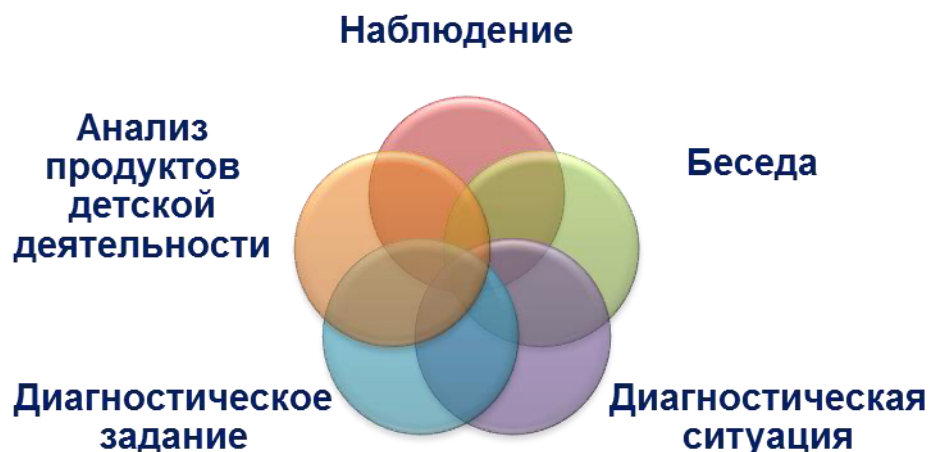 Наблюдение
Анализ
продуктов
детской
деятельности
Беседа
Диагностическое
задание
Диагностическая
ситуация